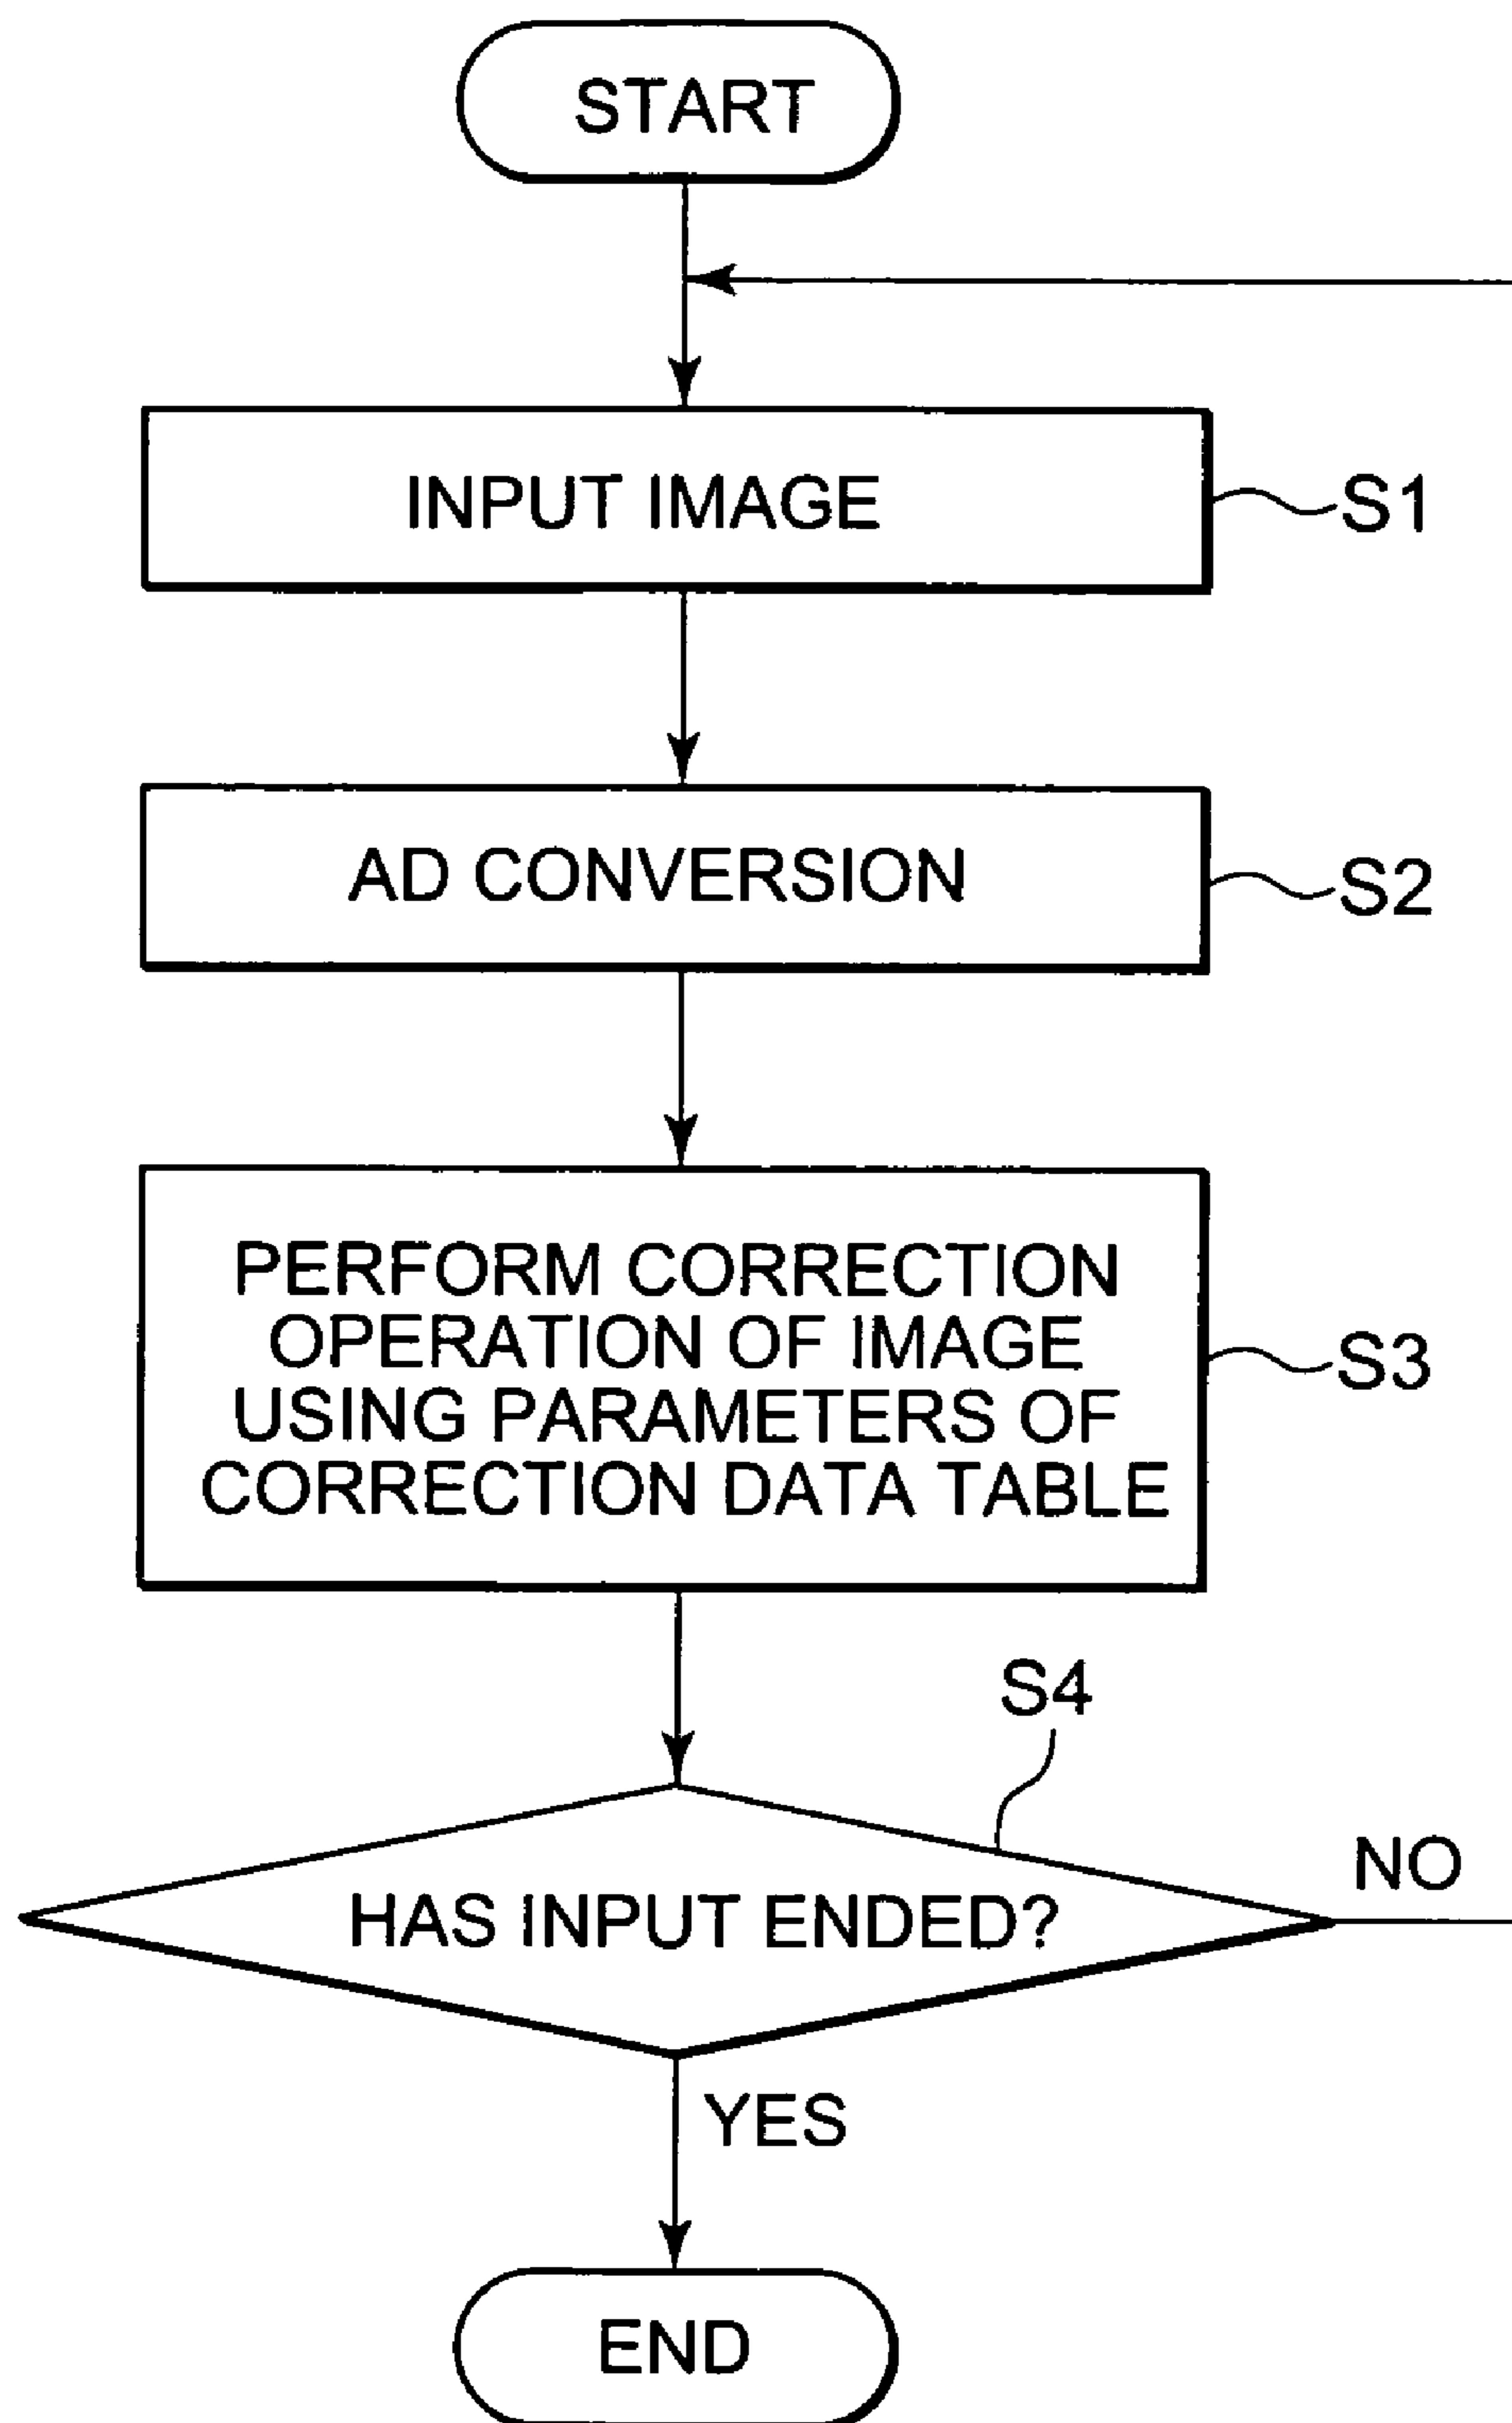 START
INPUT IMAGE
S1
AD CONVERSION
S2
PERFORM CORRECTION
OPERATION OF IMAGE
USING PARAMETERS OF
CORRECTION DATA TABLE
S3
S4
HAS INPUT ENDED?
NO
YES
END